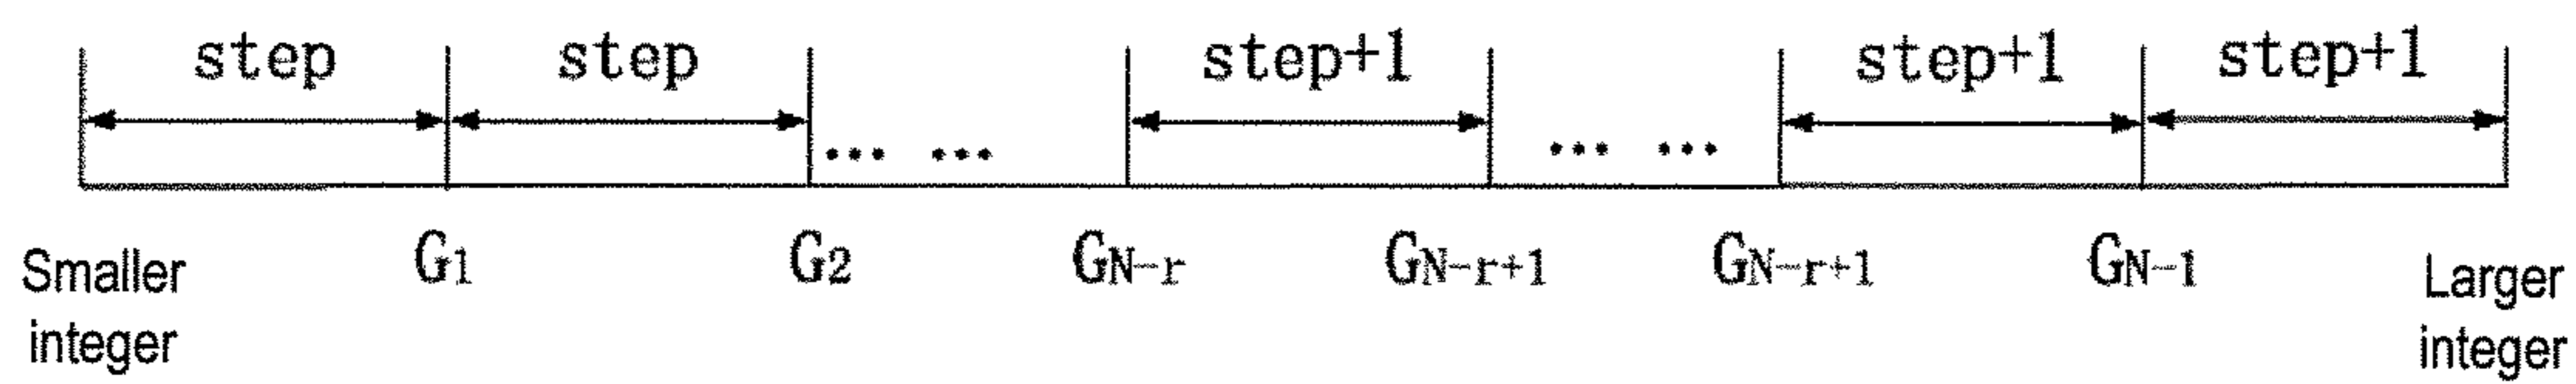 step step step+1 step+1 step+1
... ... ... ...
G1 G2 GN-r GN-r+1 GN-r+1 GN-1
Smaller integer
Larger integer